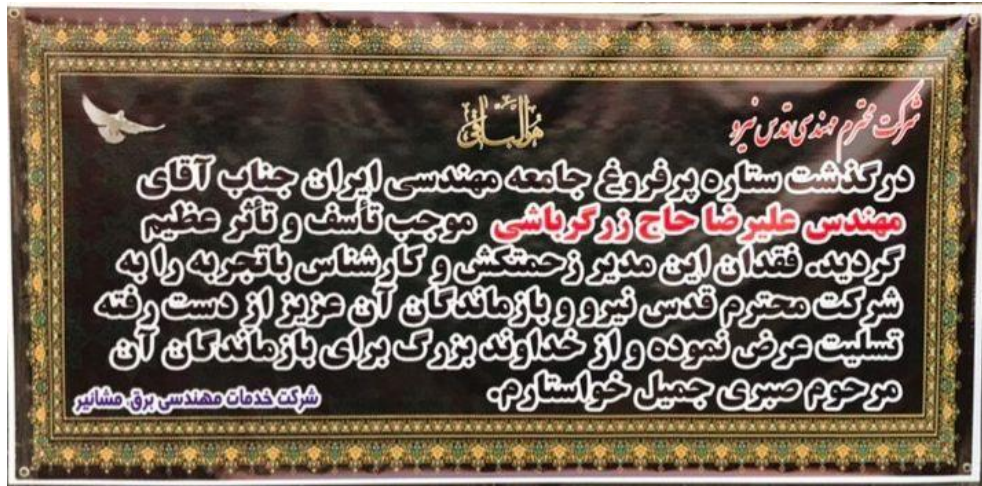 هوالباقی
شرکت محترم مهندسی قدس نیرو
درگذشت ستاره پرفروغ جامعه مهندسی ایران جناب آقای
مهندس علیرضا حاج زرگرباشی موجب تأسف و تأثر عظیم
گردید. فقدان این مدیر زحمتکش و کارشناس باتجربه را به
شرکت محترم قدس نیرو و بازماندگان آن عزیز از دست رفته
تسلیت عرض نموده و از خداوند بزرگ برای بازماندگان آن
مرحوم صبری جمیل خواستارم.
شرکت خدمات مهندسی برق مشانیر